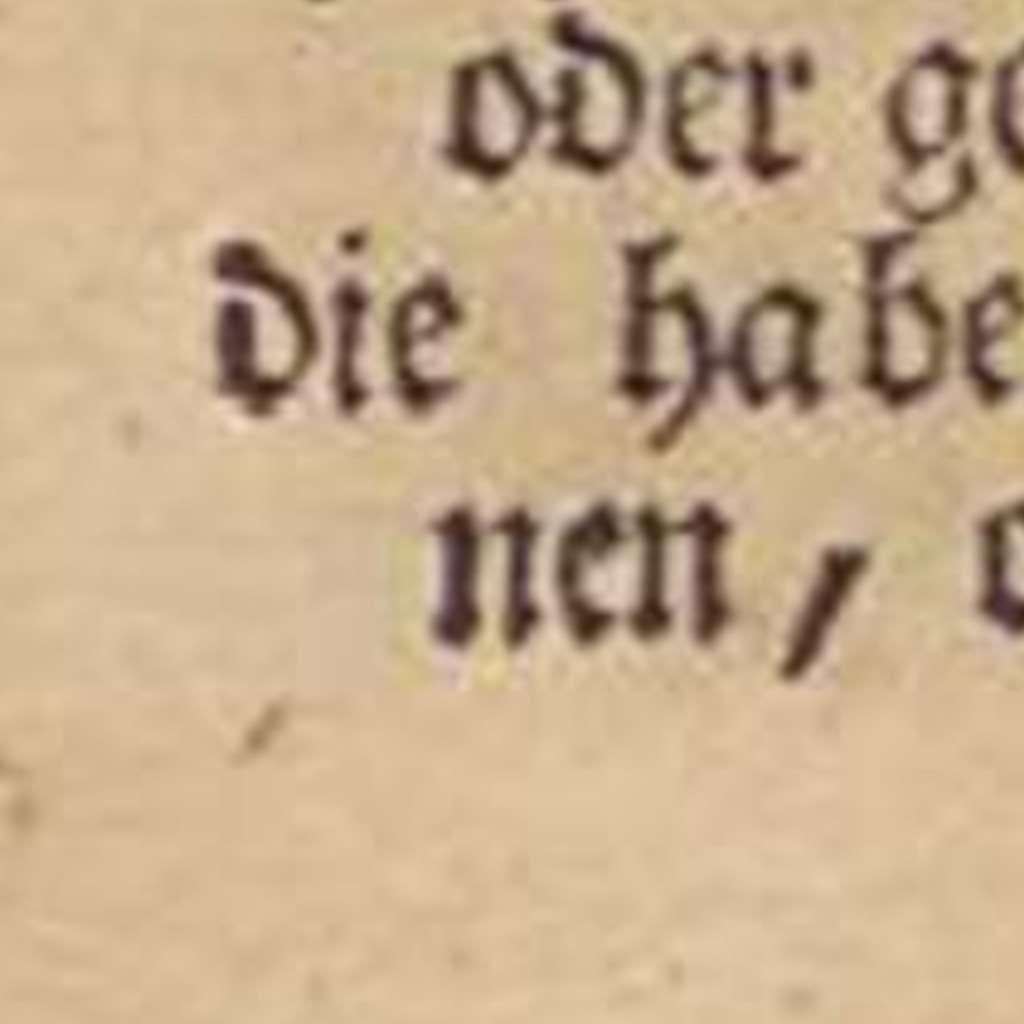 oder
die habe
nen /